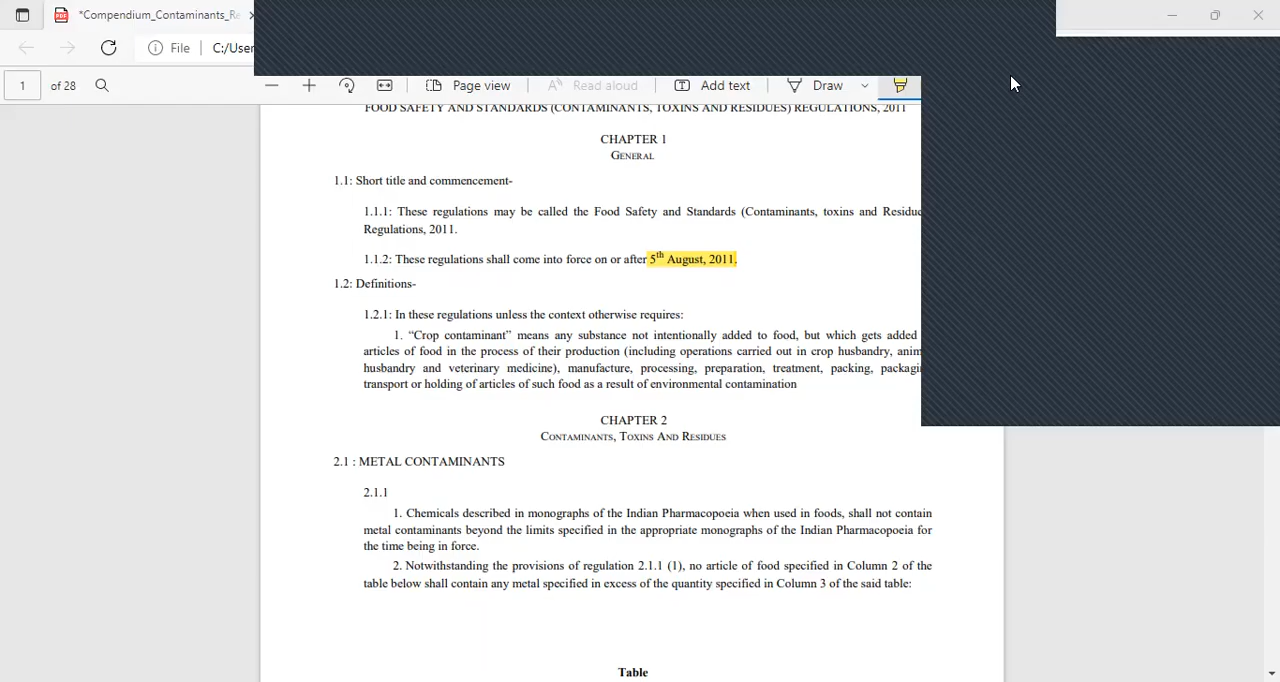 *Compendium_Contaminants_Re
File
C:/User
1 of 28
Page view
Read aloud
Add text
Draw
FOOD SAFETY AND STANDARDS (CONTAMINANTS, TOXINS AND RESIDUES) REGULATIONS, 2011
CHAPTER 1
GENERAL
1.1: Short title and commencement-
1.1.1: These regulations may be called the Food Safety and Standards (Contaminants, toxins and Residue
Regulations, 2011.
1.1.2: These regulations shall come into force on or after 5th August, 2011.
1.2: Definitions-
1.2.1: In these regulations unless the context otherwise requires:
1. “Crop contaminant” means any substance not intentionally added to food, but which gets added
articles of food in the process of their production (including operations carried out in crop husbandry, anim
husbandry and veterinary medicine), manufacture, processing, preparation, treatment, packing, packagin
transport or holding of articles of such food as a result of environmental contamination
CHAPTER 2
CONTAMINANTS, TOXINS AND RESIDUES
2.1 : METAL CONTAMINANTS
2.1.1
1. Chemicals described in monographs of the Indian Pharmacopoeia when used in foods, shall not contain
metal contaminants beyond the limits specified in the appropriate monographs of the Indian Pharmacopoeia for
the time being in force.
2. Notwithstanding the provisions of regulation 2.1.1 (1), no article of food specified in Column 2 of the
table below shall contain any metal specified in excess of the quantity specified in Column 3 of the said table:
Table